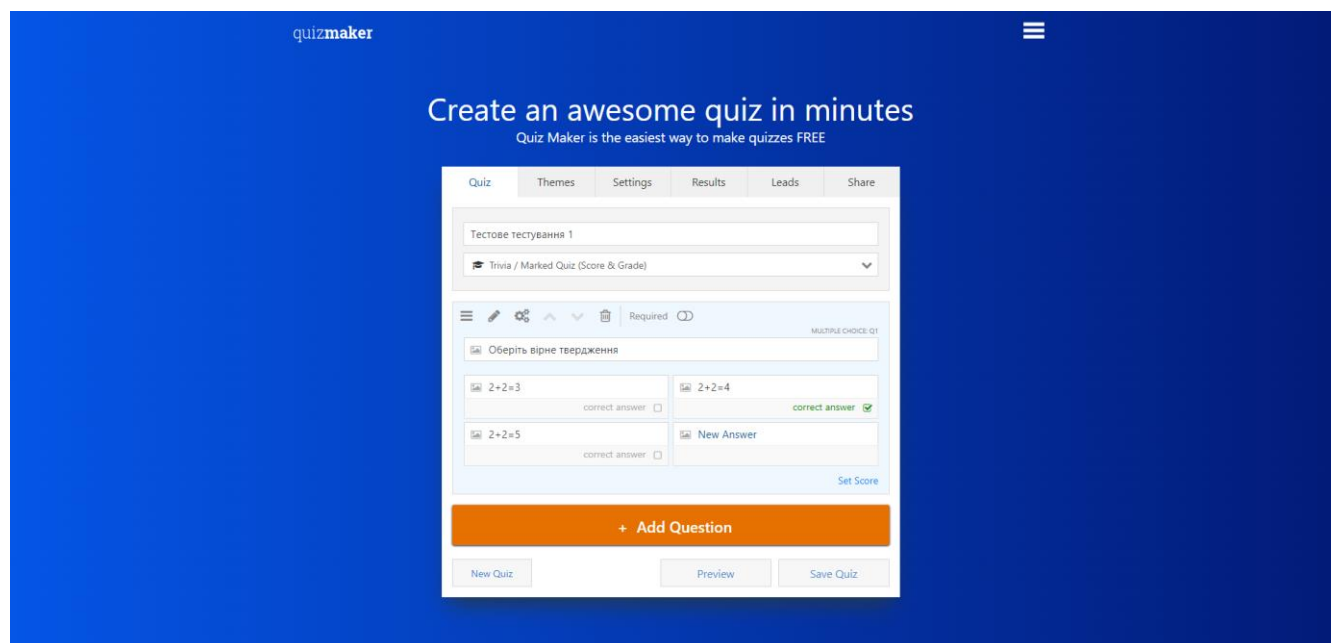 quizmaker
Create an awesome quiz in minutes
Quiz Maker is the easiest way to make quizzes FREE
Quiz Themes Settings Results Leads Share
Тестове тестування 1
Trivia / Marked Quiz (Score & Grade)
Required
MULTIPLE CHOICE: Q1
Оберіть вірне твердження
2+2=3 2+2=4
correct answer correct answer
2+2=5 New Answer
correct answer
Set Score
+ Add Question
New Quiz Preview Save Quiz